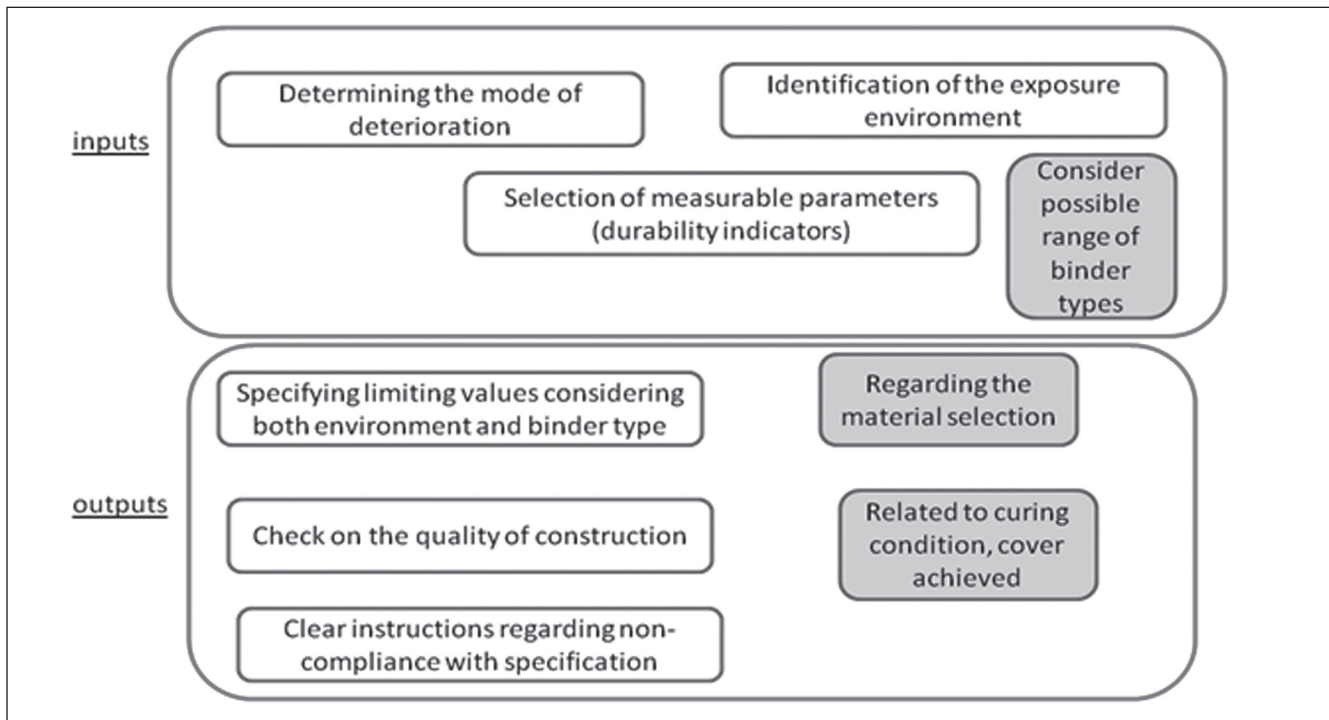 inputs
Determining the mode of
deterioration
Identification of the exposure
environment
Selection of measurable parameters
(durability indicators)
Consider
possible
range of
binder
types
outputs
Specifying limiting values considering
both environment and binder type
Regarding the
material selection
Check on the quality of construction
Related to curing
condition, cover
achieved
Clear instructions regarding non-
compliance with specification